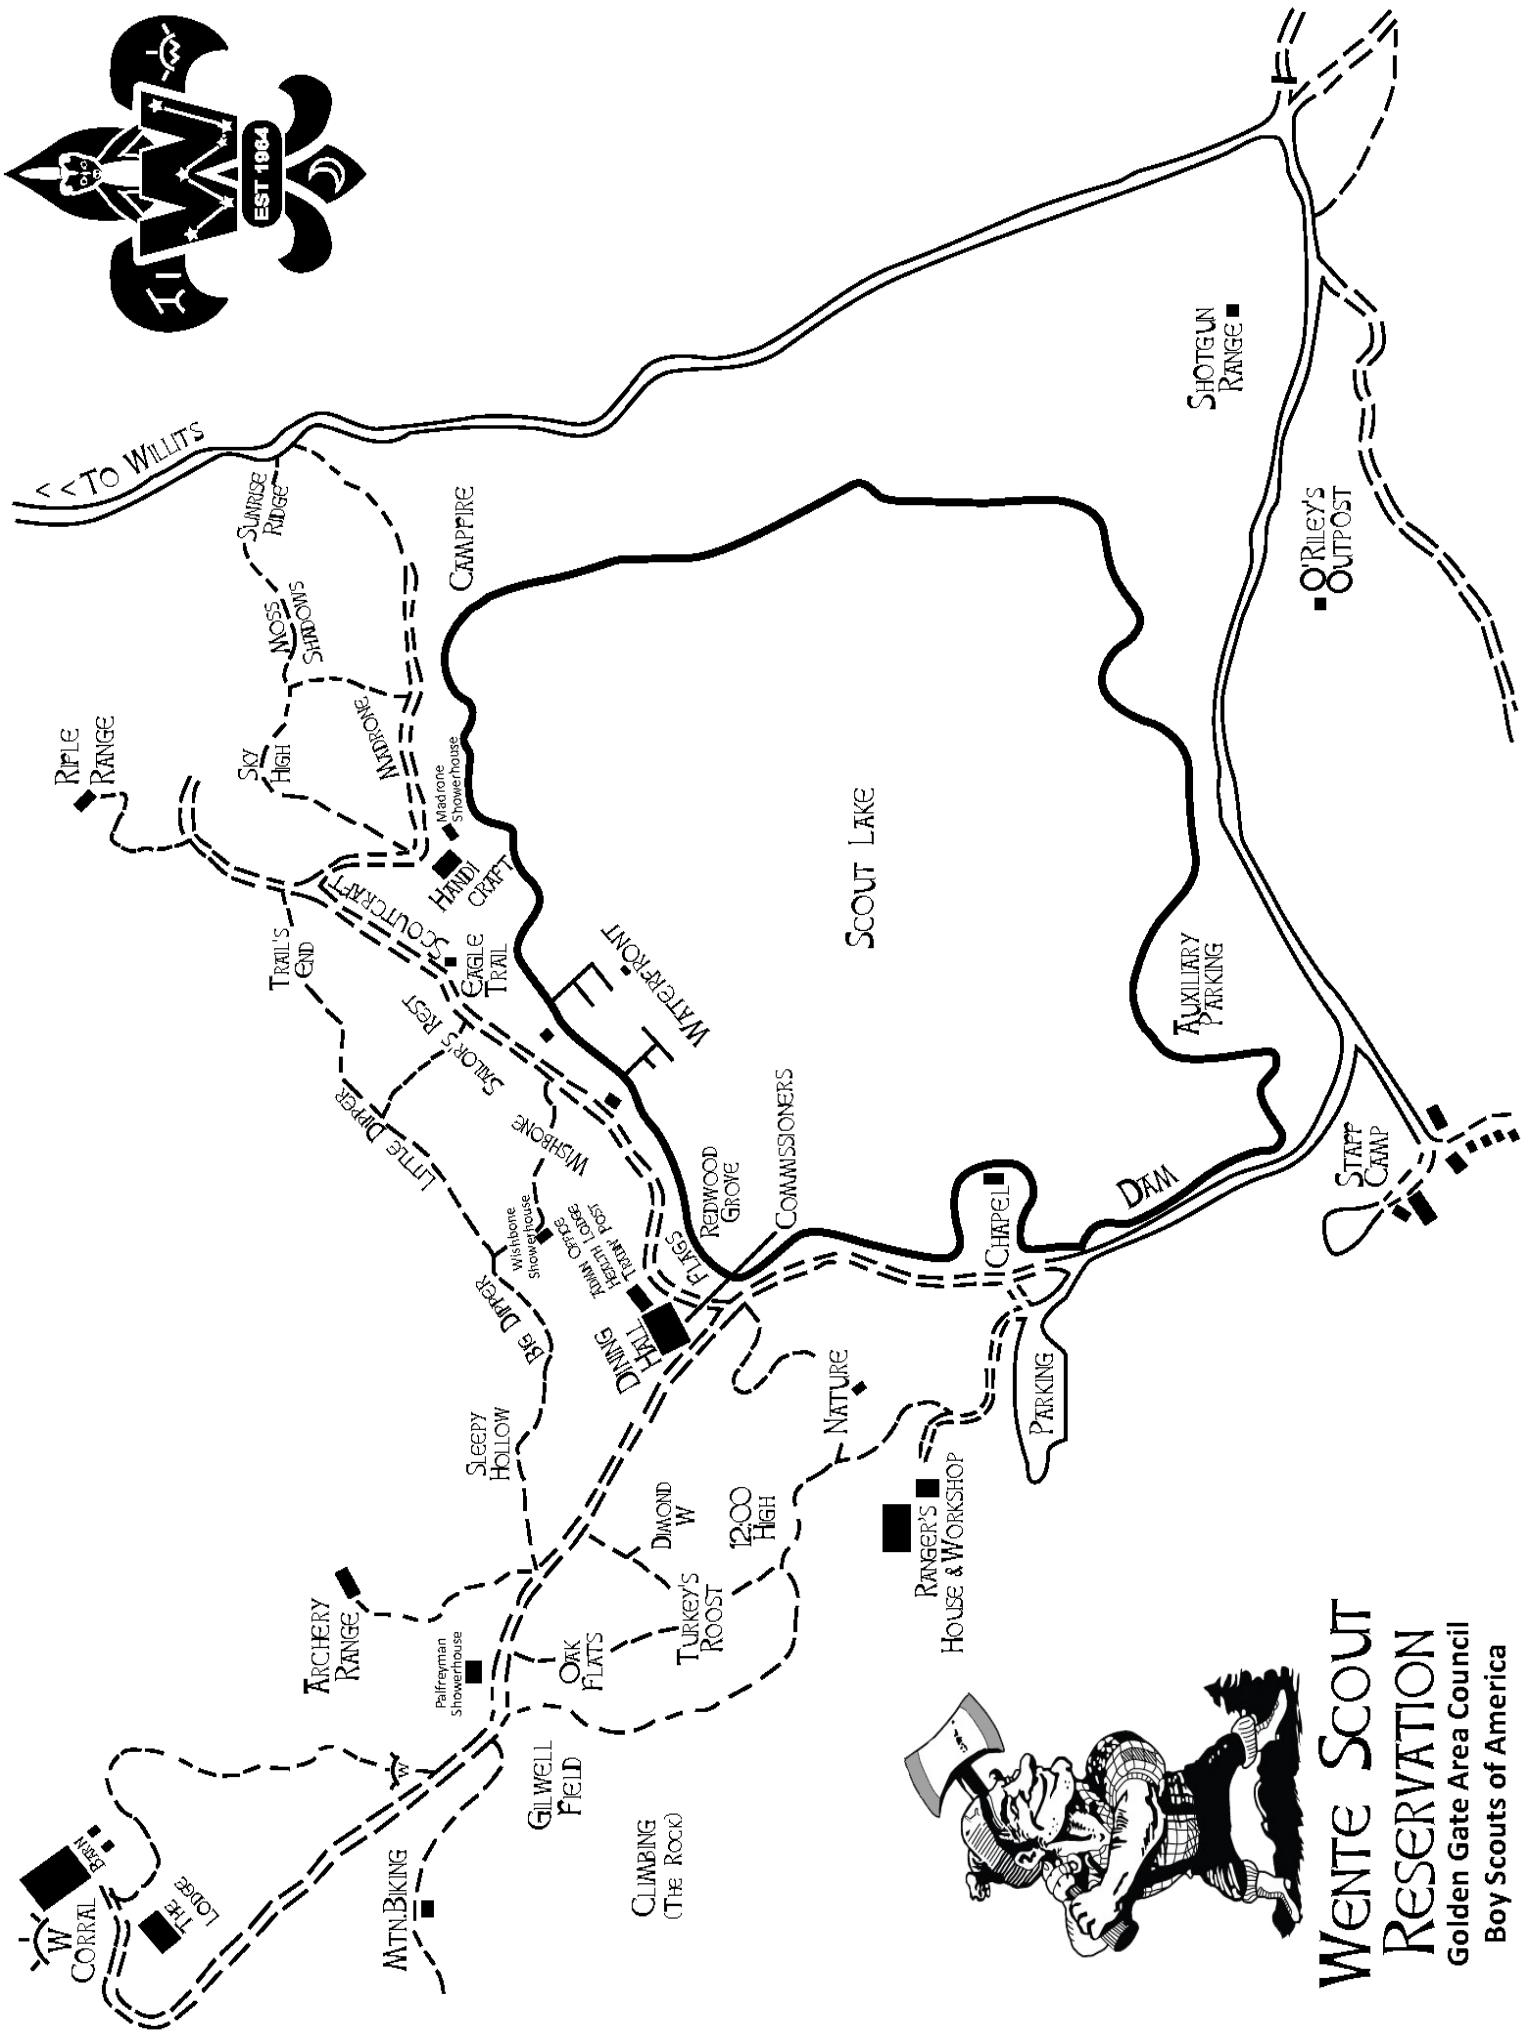 W
EST 1964
<<TO WILLITS
SUNRISE
RIDGE
MOSS
SHADOWS
SKY
HIGH
MADRONE
CAMPFIRE
RIFLE
RANGE
Madrone
Showerhouse
HANDI
CRAFT
SCOUTCRAFT
EAGLE
TRAIL
TRAIL'S
END
SAILOR'S REST
WATERFRONT
LITTLE DIPPER
WISHBONE
Wishbone
Showerhouse
ADMIN OFFICE
HEALTH LODGE
TRADIN' POST
FLAGS
REDWOOD
GROVE
COMMISSIONERS
DINING
HALL
BIG DIPPER
SLEEPY
HOLLOW
SCOUT LAKE
SHOTGUN
RANGE
O'RILEY'S
OUTPOST
AUXILIARY
PARKING
STAFF
CAMP
DAM
CHAPEL
PARKING
NATURE
RANGER'S
HOUSE & WORKSHOP
12:00
HIGH
DIMOND
W
TURKEY'S
ROOST
OAK
FLATS
ARCHERY
RANGE
Palfreyman
Showerhouse
GILWELL
FIELD
CLIMBING
(THE ROCK)
MTN.BIKING
W
BARN
THE
LODGE
W
CORRAL
WENTE SCOUT
RESERVATION
Golden Gate Area Council
Boy Scouts of America